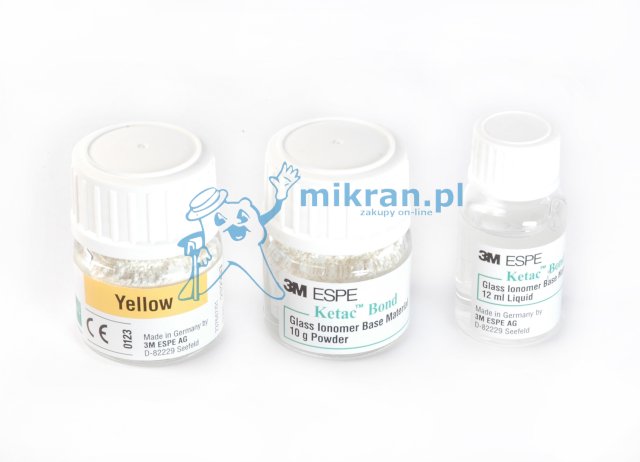 Yellow
CE
0123
Made in Germany by
3M ESPE AG
D-82229 Seefeld
3M ESPE
Ketac™ Bond
Glass Ionomer Base Material
10 g Powder
mikran.pl
zakupy on-line
3M ESPE
Ketac™ Bond
Glass Ionomer Base
12 ml Liquid
Made in Germany by
3M ESPE AG
D-82229 Seefeld